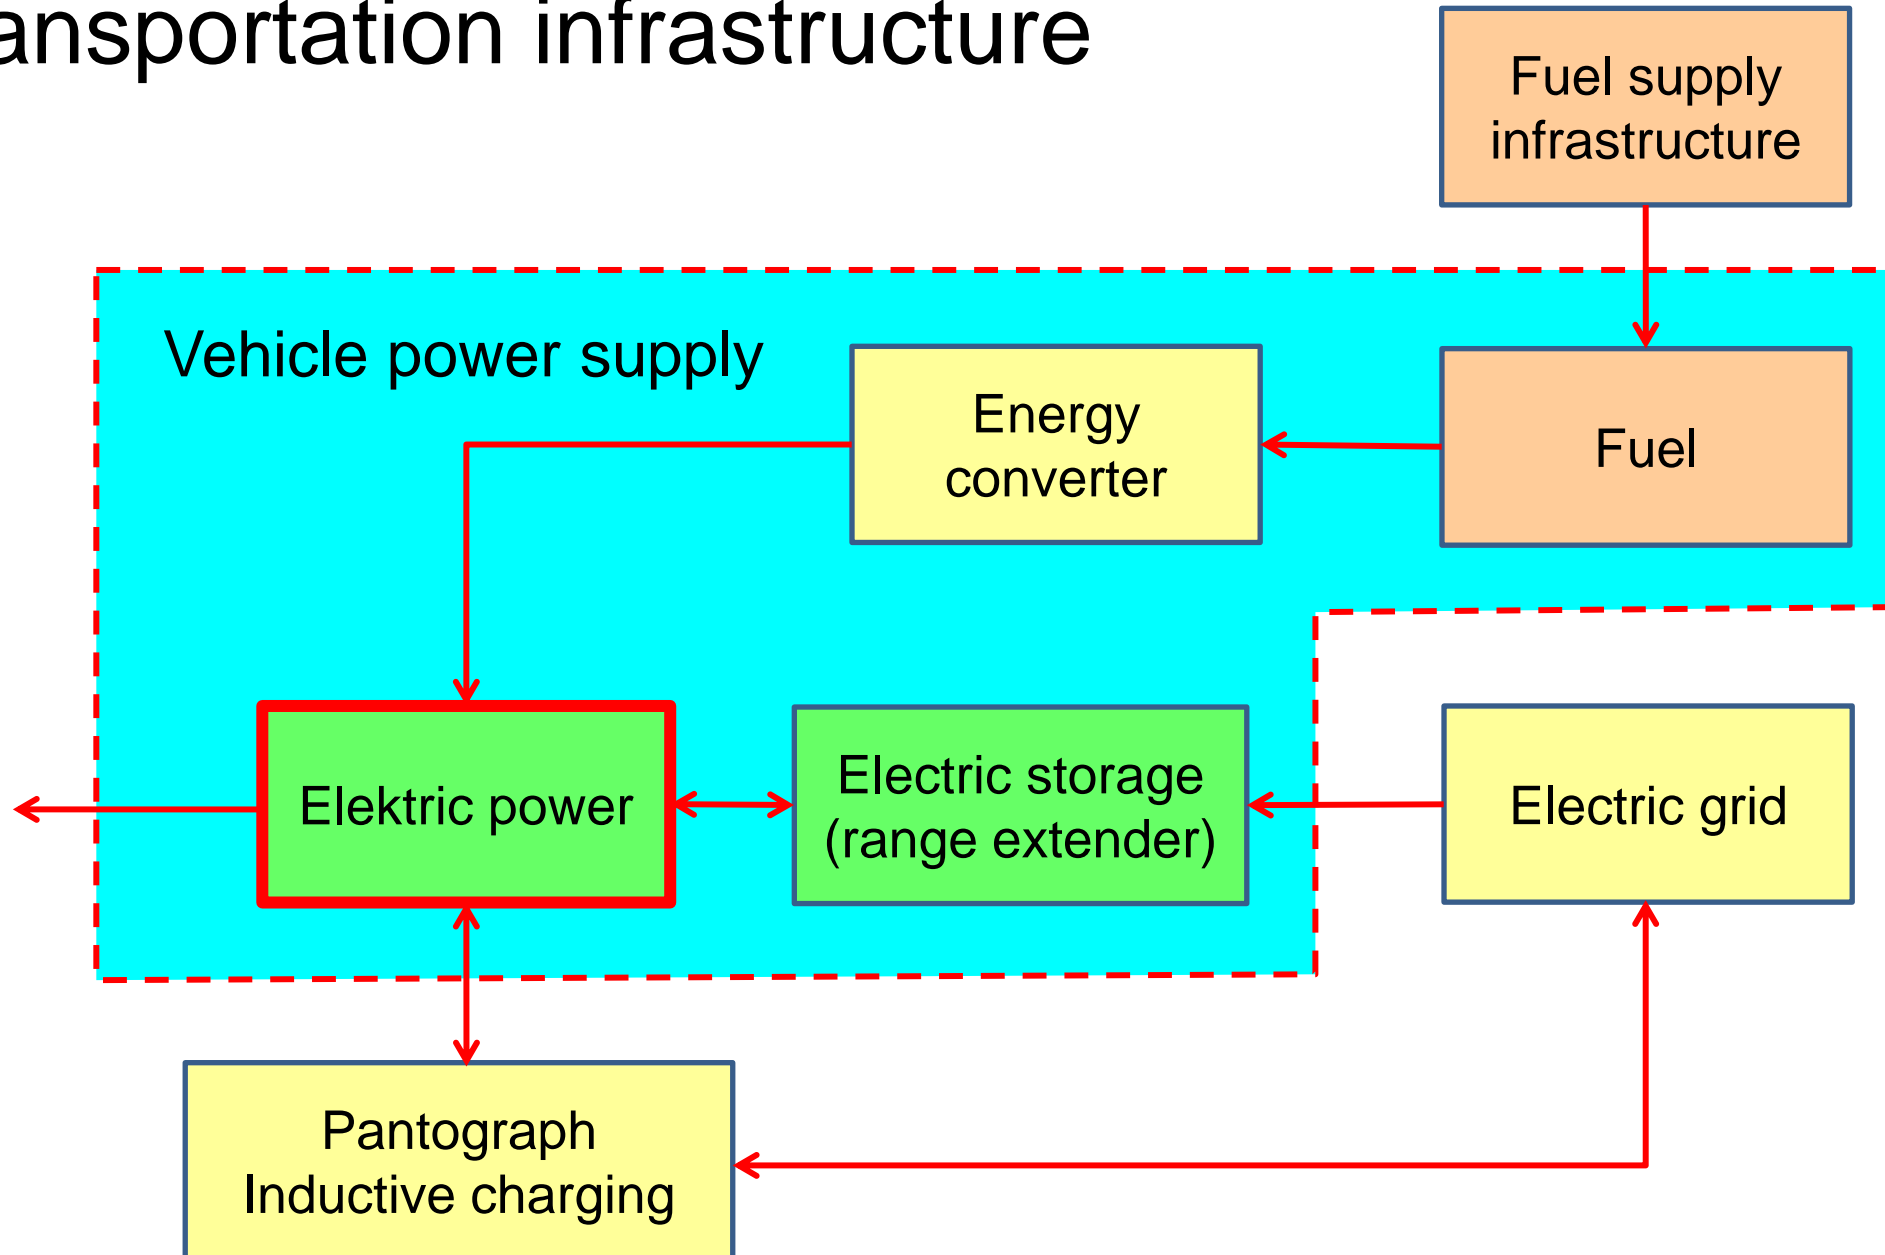 ansportation infrastructure
Fuel supply
infrastructure
Vehicle power supply
Energy
converter
Fuel
Elektric power
Electric storage
(range extender)
Electric grid
Pantograph
Inductive charging